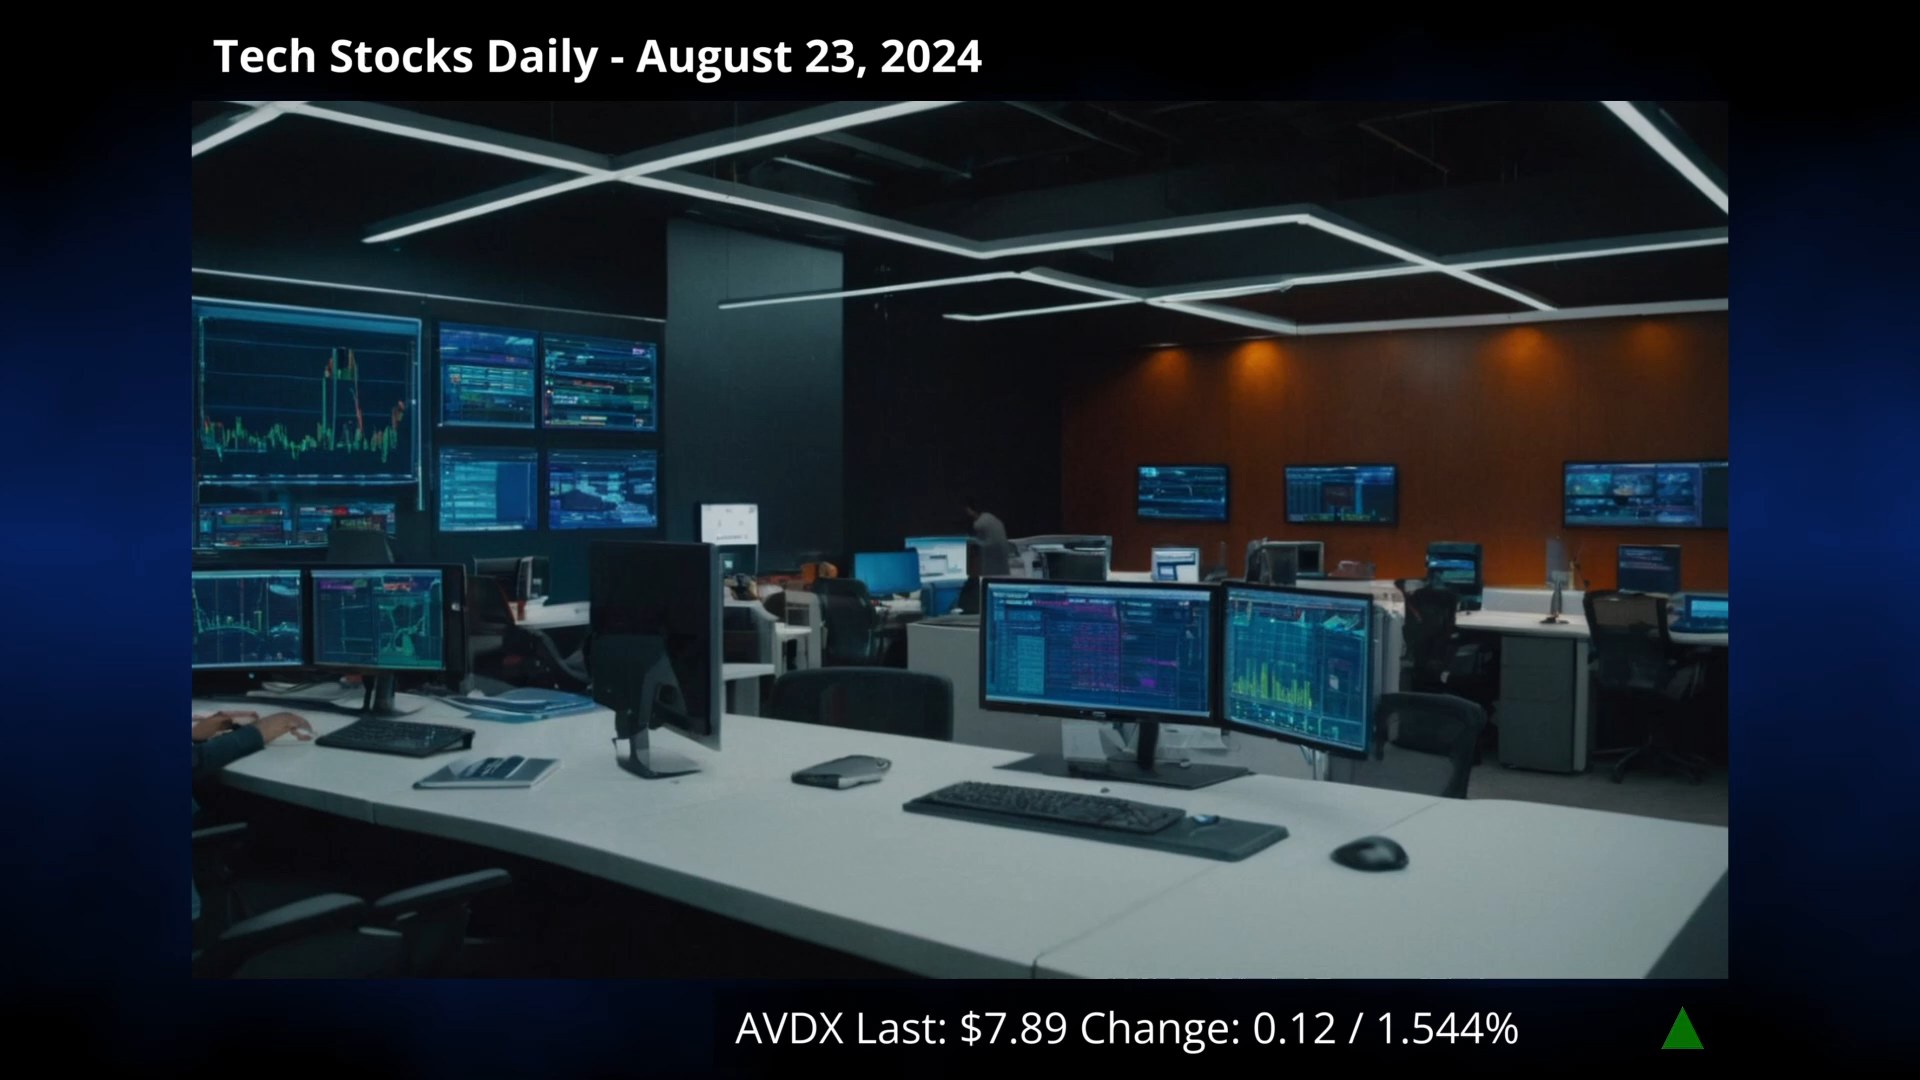 Tech Stocks Daily - August 23, 2024
AVDX Last: $7.89 Change: 0.12 / 1.544%